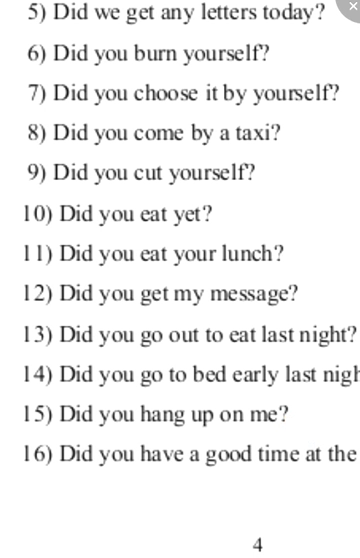 5) Did we get any letters today?
6) Did you burn yourself?
7) Did you choose it by yourself?
8) Did you come by a taxi?
9) Did you cut yourself?
10) Did you eat yet?
11) Did you eat your lunch?
12) Did you get my message?
13) Did you go out to eat last night?
14) Did you go to bed early last
15) Did you hang up on me?
16) Did you have a good time at the
4